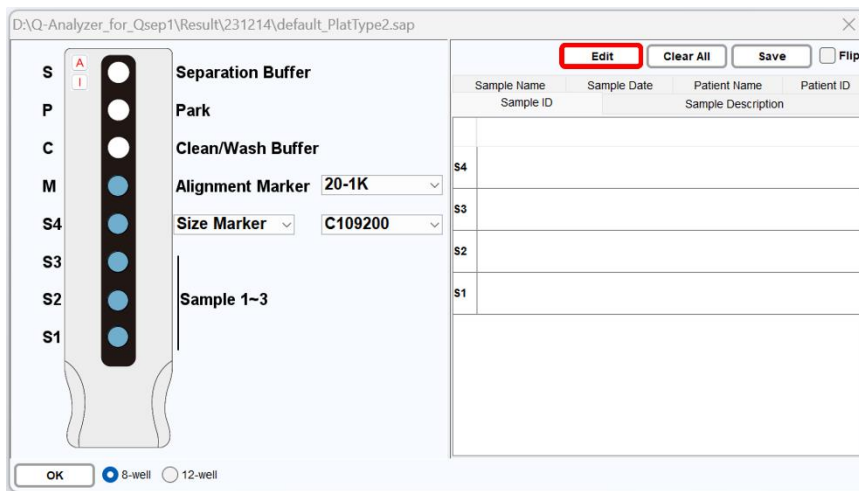 D:\Q-Analyzer_for_Qsep1\Result\231214\default_PlatType2.sap
Edit Clear All Save Flip
A
I
S Separation Buffer
P Park
C Clean/Wash Buffer
M Alignment Marker 20-1K
S4 Size Marker C109200
S3
S2 Sample 1~3
S1
Sample Name Sample Date Patient Name Patient ID
Sample ID Sample Description
S4
S3
S2
S1
OK 8-well 12-well